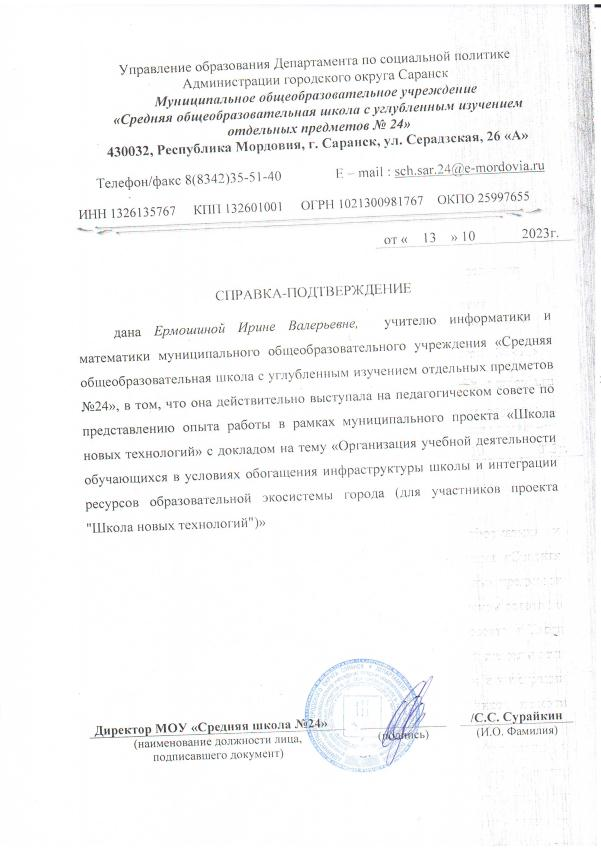 Управление образования Департамента по социальной политике
Администрации городского округа Саранск
Муниципальное общеобразовательное учреждение
«Средняя общеобразовательная школа с углубленным изучением
отдельных предметов № 24»
430032, Республика Мордовия, г. Саранск, ул. Серадзская, 26 «А»
Телефон/факс 8(8342)35-51-40 E – mail : sch.sar.24@e-mordovia.ru
ИНН 1326135767 КПП 132601001 ОГРН 1021300981767 ОКПО 25997655
от « 13 » 10 2023г.
СПРАВКА-ПОДТВЕРЖДЕНИЕ
дана Ермошиной Ирине Валерьевне, учителю информатики и
математики муниципального общеобразовательного учреждения «Средняя
общеобразовательная школа с углубленным изучением отдельных предметов
№24», в том, что она действительно выступала на педагогическом совете по
представлению опыта работы в рамках муниципального проекта «Школа
новых технологий» с докладом на тему «Организация учебной деятельности
обучающихся в условиях обогащения инфраструктуры школы и интеграции
ресурсов образовательной экосистемы города (для участников проекта
"Школа новых технологий")»
Директор МОУ «Средняя школа №24» /С.С. Сурайкин
(наименование должности лица, (подпись) (И.О. Фамилия)
подписавшего документ)